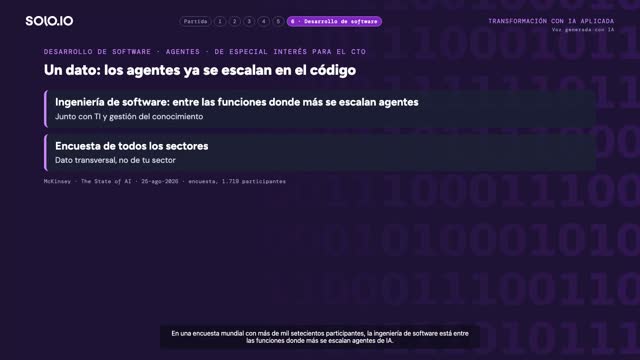 SOLO.IO
Partida 1 2 3 4 5 6 · Desarrollo de software
TRANSFORMACIÓN CON IA APLICADA
Voz generada con IA
DESARROLLO DE SOFTWARE · AGENTES · DE ESPECIAL INTERÉS PARA EL CTO
Un dato: los agentes ya se escalan en el código
Ingeniería de software: entre las funciones donde más se escalan agentes
Junto con TI y gestión del conocimiento
Encuesta de todos los sectores
Dato transversal, no de tu sector
McKinsey · The State of AI · 25-ago-2026 · encuesta, 1.719 participantes
En una encuesta mundial con más de mil setecientos participantes, la ingeniería de software está entre
las funciones donde más se escalan agentes de IA.